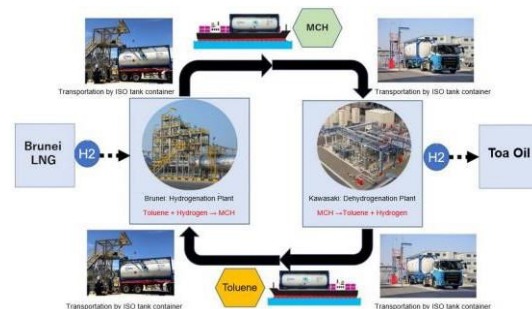 MCH
Transportation by ISO tank container
Transportation by ISO tank container
Brunei
LNG
H2
Brunei: Hydrogenation Plant
Toluene + Hydrogen → MCH
Kawasaki: Dehydrogenation Plant
MCH →Toluene + Hydrogen
H2
Toa Oil
Toluene
Transportation by ISO tank container
Transportation by ISO tank container